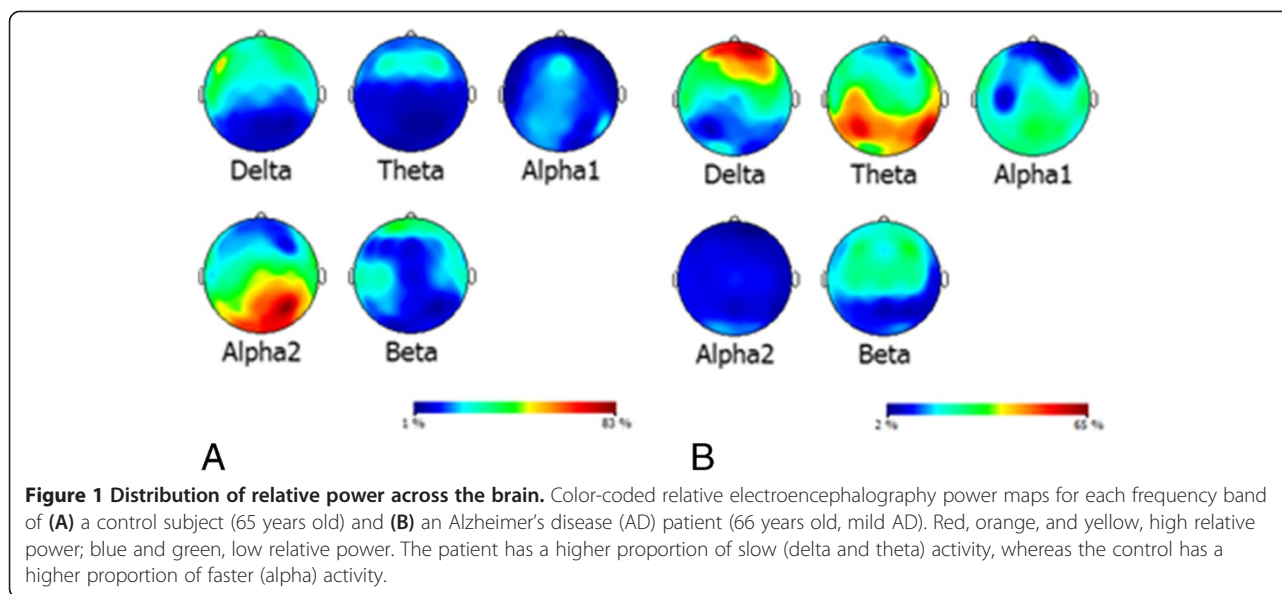 Delta Theta Alpha1 Delta Theta Alpha1
Alpha2 Beta Alpha2 Beta
1 % 83 % 2 % 65 %
A B
Figure 1 Distribution of relative power across the brain. Color-coded relative electroencephalography power maps for each frequency band
of (A) a control subject (65 years old) and (B) an Alzheimer's disease (AD) patient (66 years old, mild AD). Red, orange, and yellow, high relative
power; blue and green, low relative power. The patient has a higher proportion of slow (delta and theta) activity, whereas the control has a
higher proportion of faster (alpha) activity.